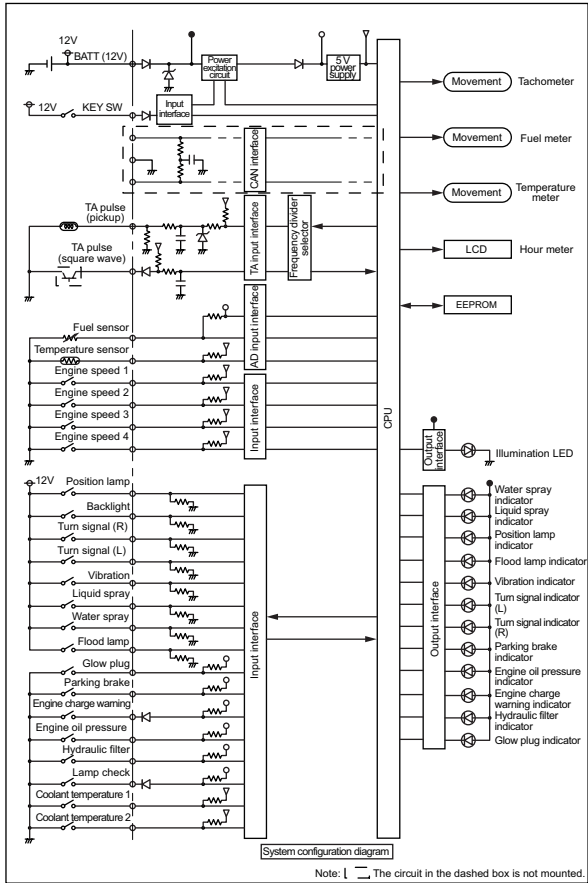 12V
BATT (12V)
Power
excitation
circuit
5 V
power
supply
12V
KEY SW
Input
interface
CAN interface
TA pulse
(pickup)
TA pulse
(square wave)
TA input interface
Frequency divider
selector
Fuel sensor
Temperature sensor
AD input interface
Engine speed 1
Engine speed 2
Engine speed 3
Engine speed 4
Input interface
12V
Position lamp
Backlight
Turn signal (R)
Turn signal (L)
Vibration
Liquid spray
Water spray
Flood lamp
Glow plug
Parking brake
Engine charge warning
Engine oil pressure
Hydraulic filter
Lamp check
Coolant temperature 1
Coolant temperature 2
Input interface
CPU
Movement
Tachometer
Movement
Fuel meter
Movement
Temperature
meter
LCD
Hour meter
EEPROM
Output
interface
Illumination LED
Output interface
Water spray
indicator
Liquid spray
indicator
Position lamp
indicator
Flood lamp indicator
Vibration indicator
Turn signal indicator
(L)
Turn signal indicator
(R)
Parking brake
indicator
Engine oil pressure
indicator
Engine charge
warning indicator
Hydraulic filter
indicator
Glow plug indicator
System configuration diagram
Note: The circuit in the dashed box is not mounted.